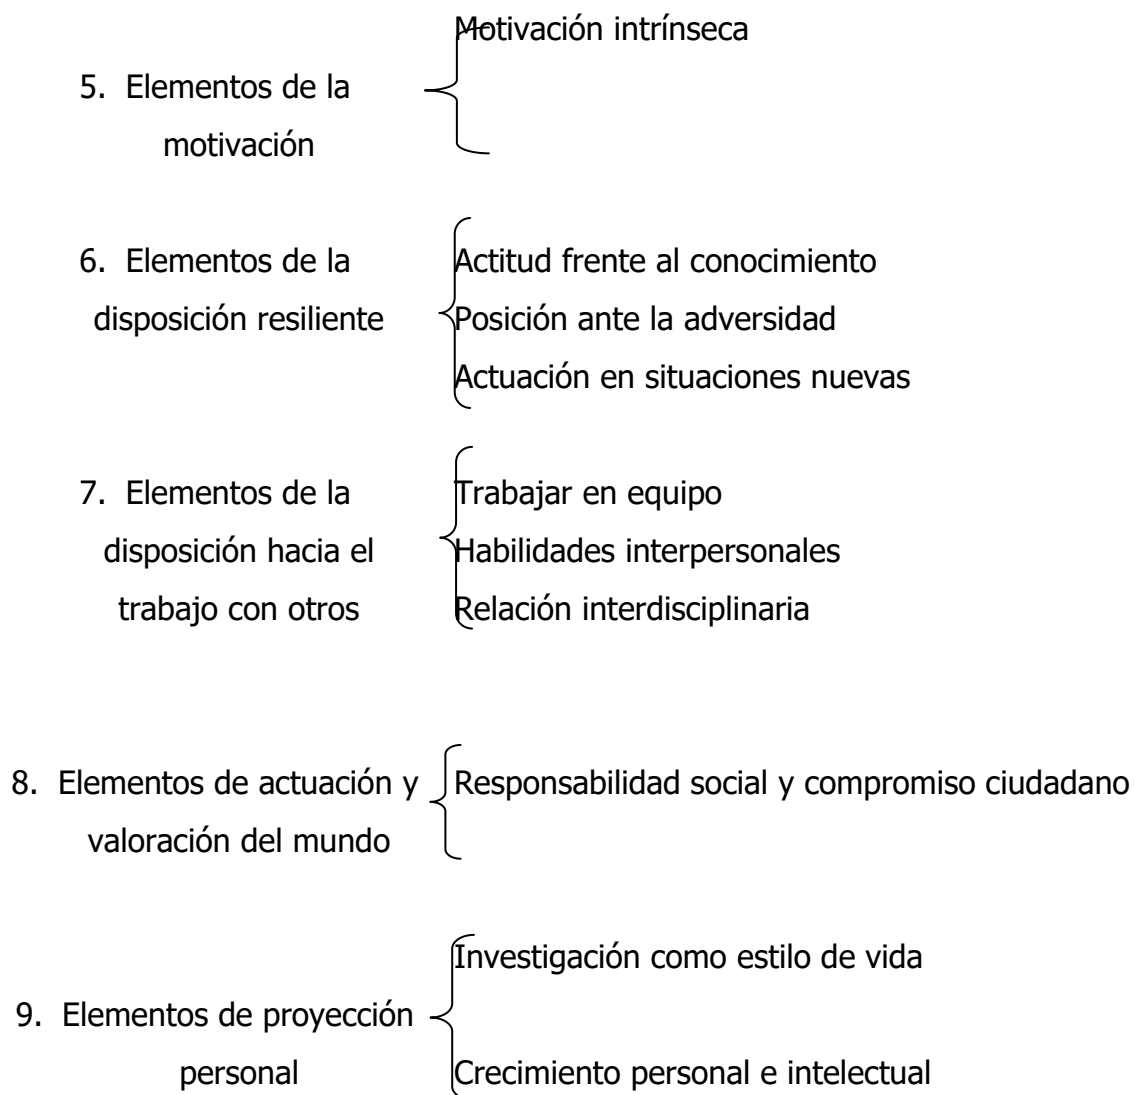 Motivación intrínseca
5. Elementos de la
motivación
6. Elementos de la
Actitud frente al conocimiento
disposición resiliente
Posición ante la adversidad
Actuación en situaciones nuevas
7. Elementos de la
Trabajar en equipo
disposición hacia el
Habilidades interpersonales
trabajo con otros
Relación interdisciplinaria
8. Elementos de actuación y
Responsabilidad social y compromiso ciudadano
valoración del mundo
Investigación como estilo de vida
9. Elementos de proyección
personal
Crecimiento personal e intelectual